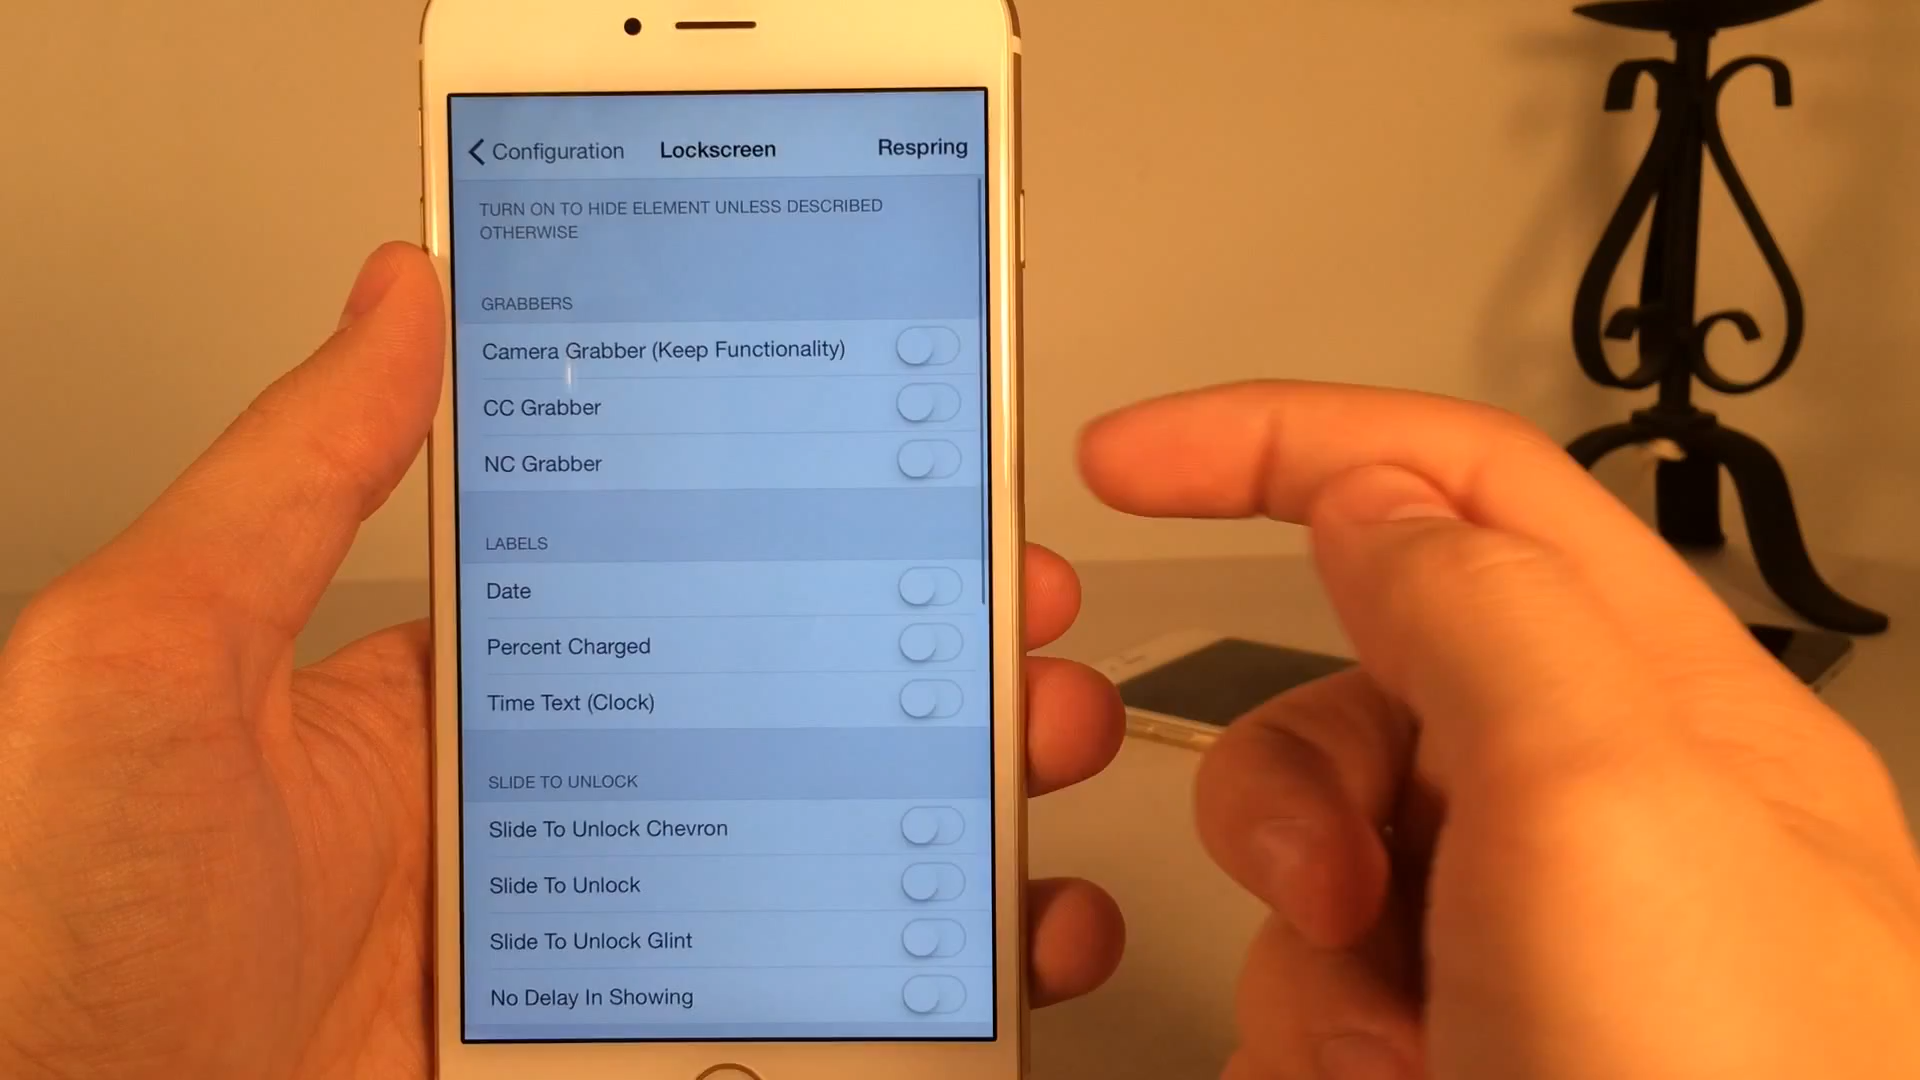 Configuration
Lockscreen
Respring
TURN ON TO HIDE ELEMENT UNLESS DESCRIBED
OTHERWISE
GRABBERS
Camera Grabber (Keep Functionality)
CC Grabber
NC Grabber
LABELS
Date
Percent Charged
Time Text (Clock)
SLIDE TO UNLOCK
Slide To Unlock Chevron
Slide To Unlock
Slide To Unlock Glint
No Delay In Showing